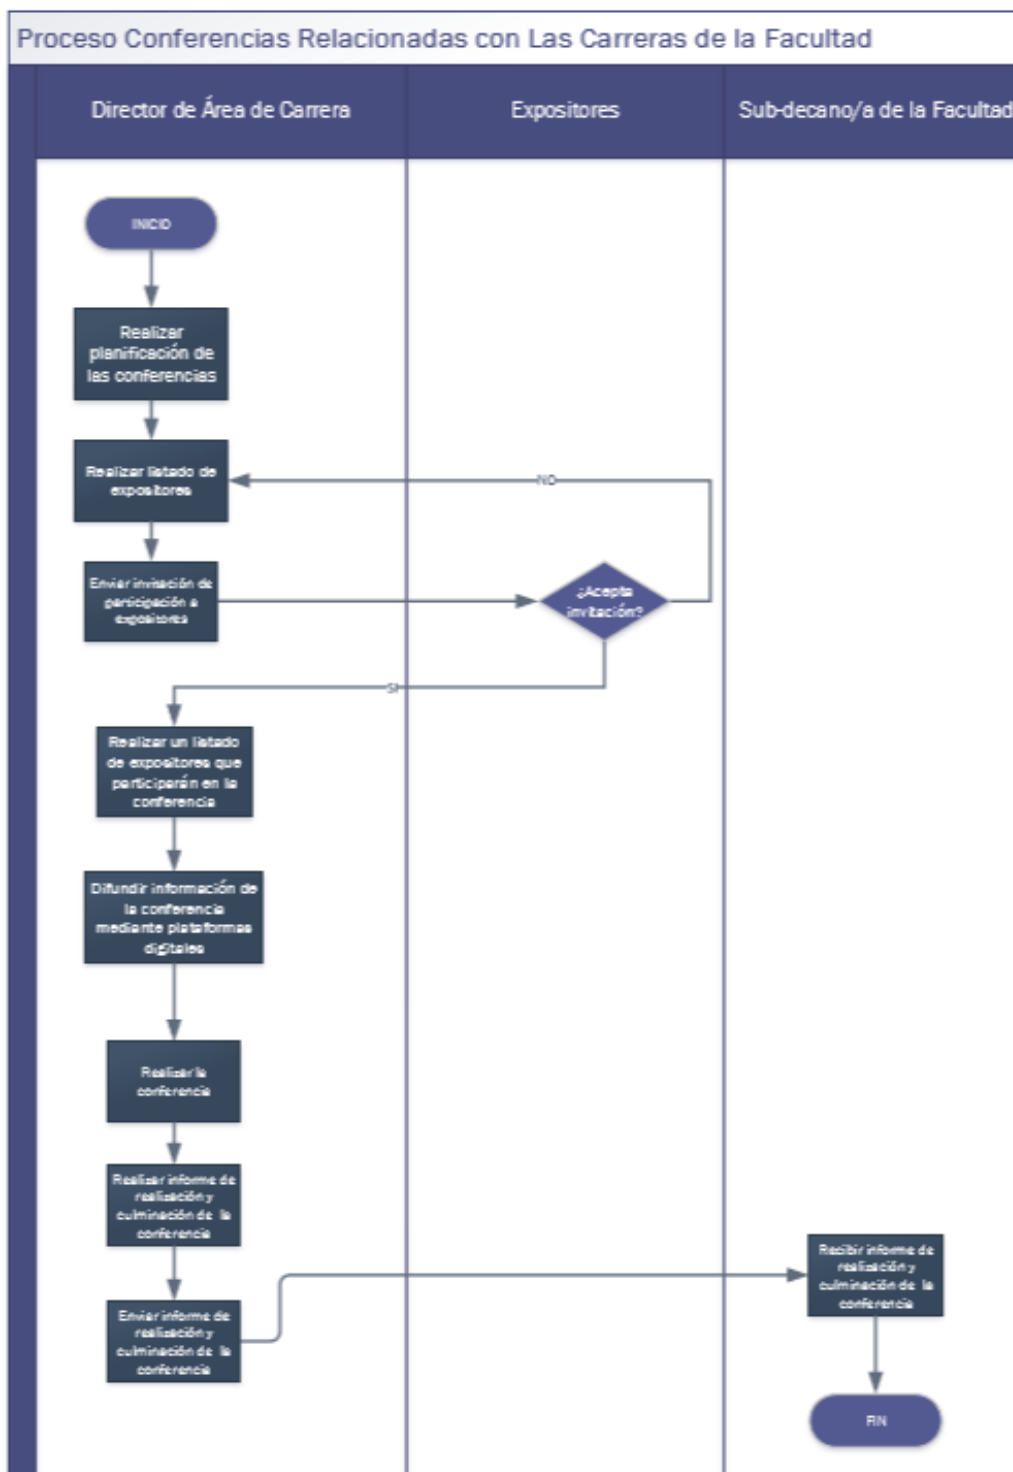 Proceso Conferencias Relacionadas con Las Carreras de la Facultad
Director de Área de Carrera
Expositores
Sub-decano/a de la Facultad
INICIO
Realizar
planificación de
las conferencias
Realizar listado de
expositores
NO
Enviar invitación de
participación a
expositores
¿Acepta
invitación?
SI
Realizar un listado
de expositores que
participarán en la
conferencia
Difundir información de
la conferencia
mediante plataformas
digitales
Realizar la
conferencia
Realizar informe de
realización y
culminación de la
conferencia
Recibir informe de
realización y
culminación de la
conferencia
Enviar informe de
realización y
culminación de la
conferencia
FIN